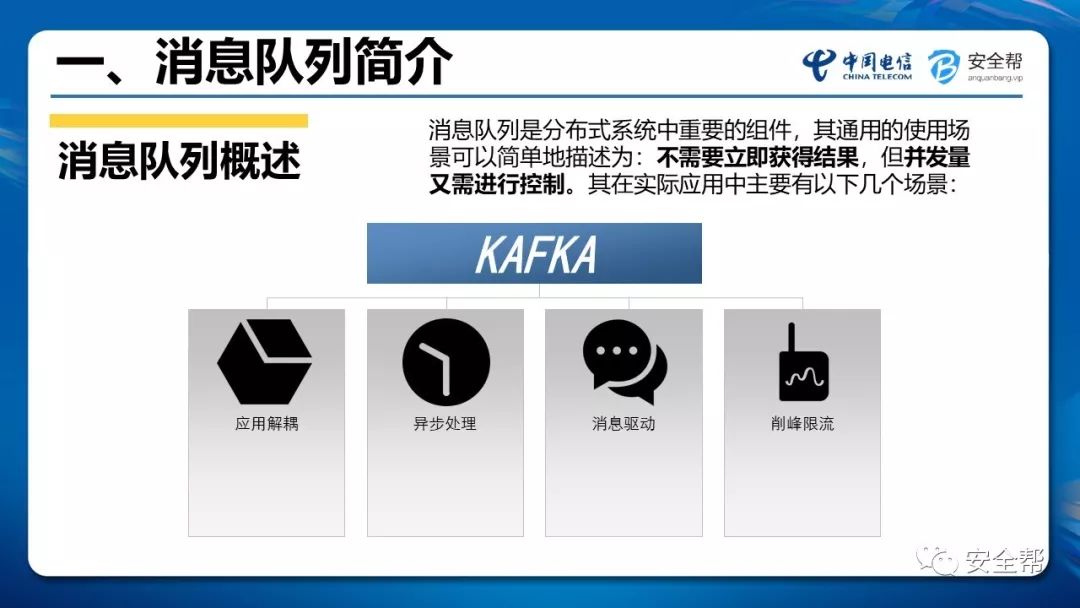 一、消息队列简介
中国电信
CHINA TELECOM
安全帮
anquanbang.vip
消息队列概述
消息队列是分布式系统中重要的组件，其通用的使用场
景可以简单地描述为：不需要立即获得结果，但并发量
又需进行控制。其在实际应用中主要有以下几个场景：
KAFKA
应用解耦
异步处理
消息驱动
削峰限流
安全帮